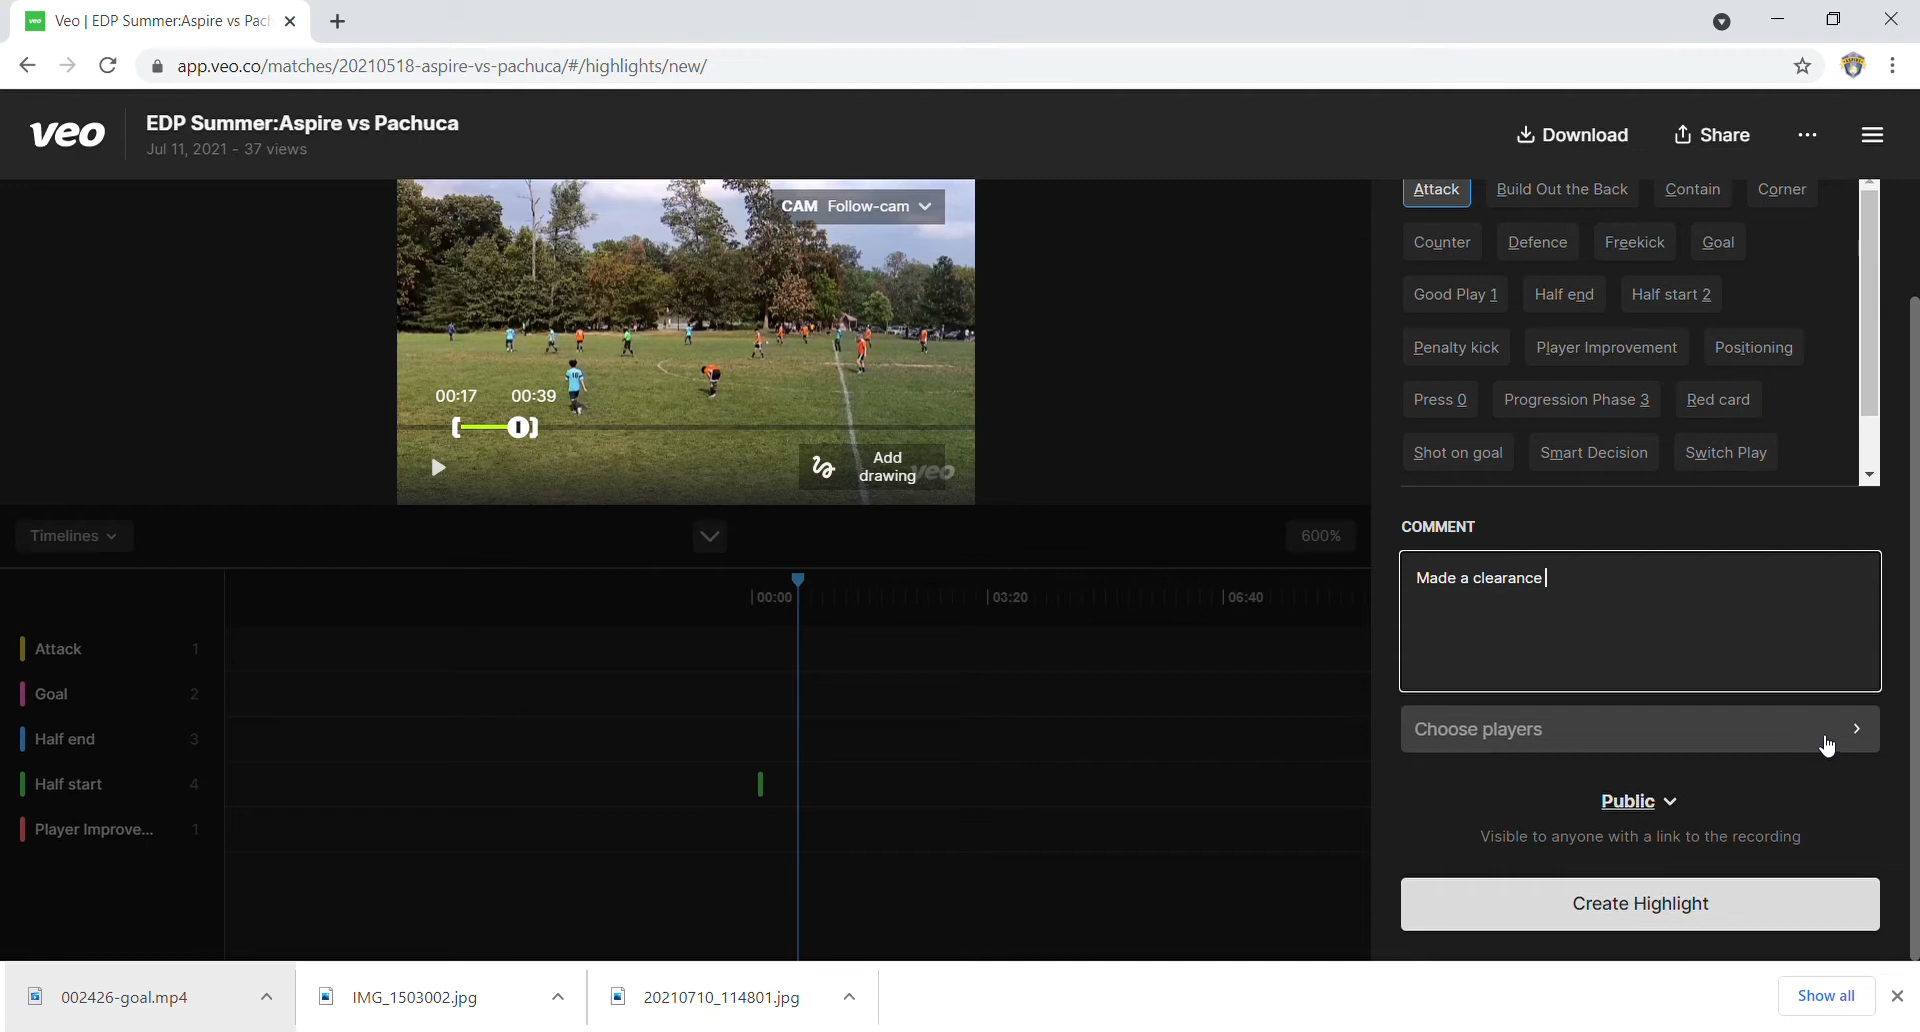 veo Veo | EDP Summer:Aspire vs Pach
app.veo.co/matches/20210518-aspire-vs-pachuca/#/highlights/new/
veo
EDP Summer:Aspire vs Pachuca
Jul 11, 2021 - 37 views
Download Share
CAM Follow-cam
00:17 00:39
Add
drawing
veo
Attack Build Out the Back Contain Corner
Counter Defence Freekick Goal
Good Play 1 Half end Half start 2
Penalty kick Player Improvement Positioning
Press 0 Progression Phase 3 Red card
Shot on goal Smart Decision Switch Play
COMMENT
Made a clearance
Choose players
Public
Visible to anyone with a link to the recording
Create Highlight
Timelines 600%
00:00 03:20 06:40
Attack 1
Goal 2
Half end 3
Half start 4
Player Improve... 1
002426-goal.mp4 IMG_1503002.jpg 20210710_114801.jpg Show all